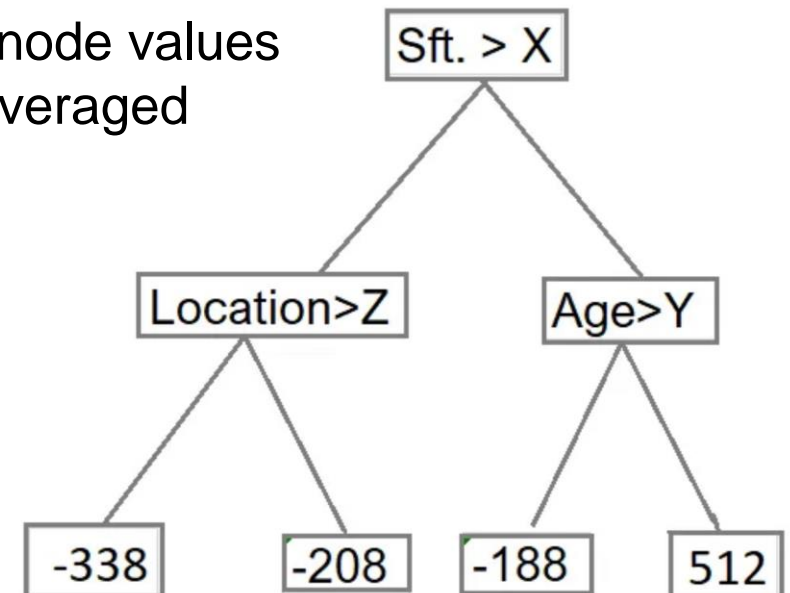 node values
veraged
Sft. > X
Location>Z
Age>Y
-338
-208
-188
512